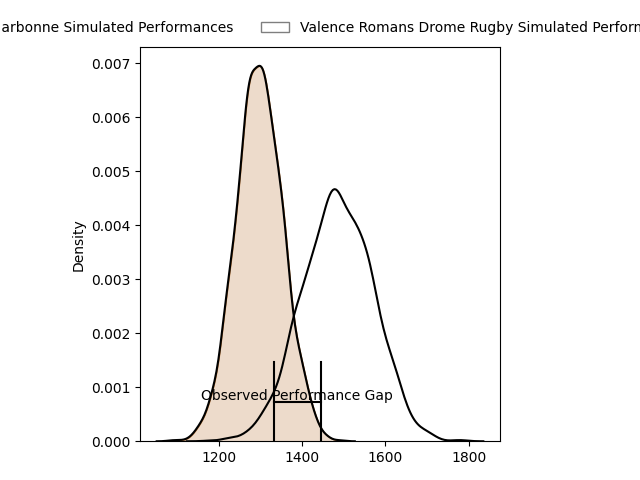 arbonne Simulated Performances
Valence Romans Drome Rugby Simulated Perfor
0.007
0.006
0.005
0.004
0.003
0.002
0.001
0.000
Density
Observed Performance Gap
1200 1400 1600 1800